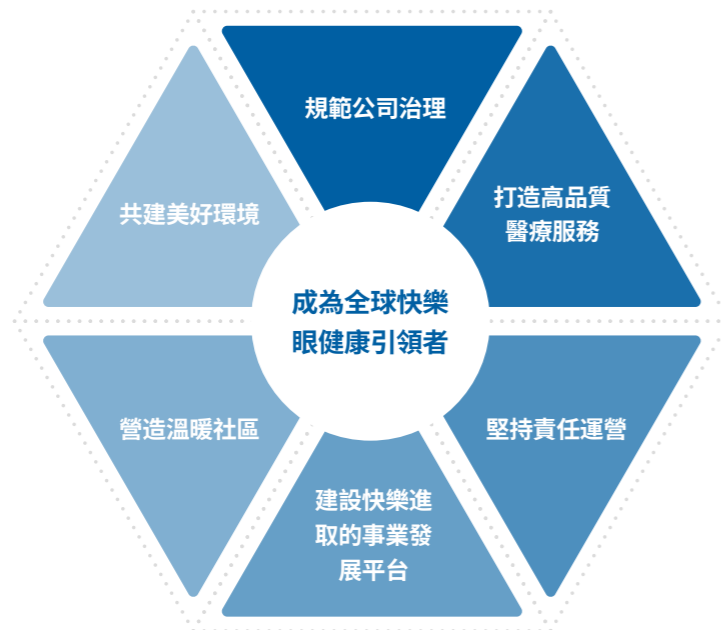 規範公司治理
打造高品質
醫療服務
共建美好環境
成為全球快樂
眼健康引領者
營造溫暖社區
堅持責任運營
建設快樂進
取的事業發
展平台